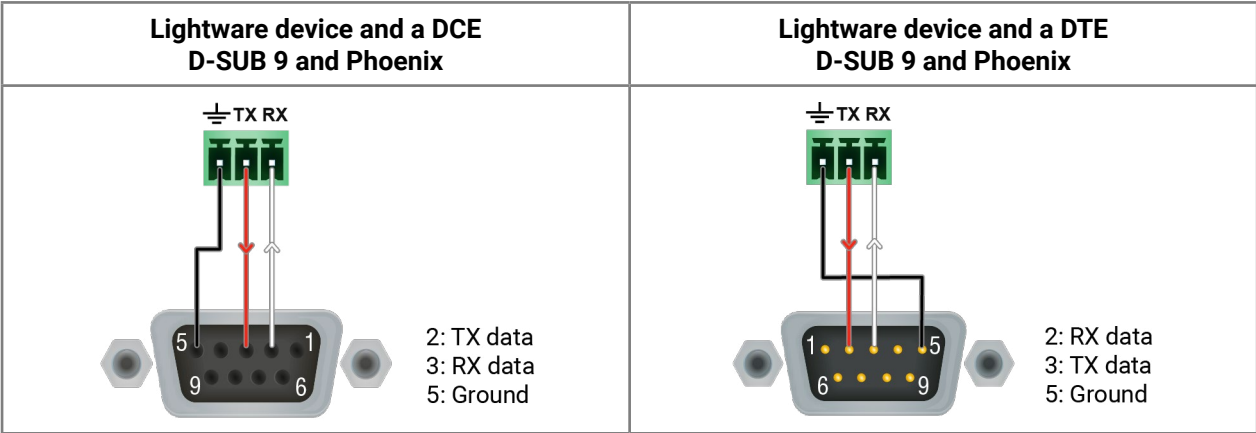 Lightware device and a DCE
D-SUB 9 and Phoenix
Lightware device and a DTE
D-SUB 9 and Phoenix
TX RX
5 1
9 6
2: TX data
3: RX data
5: Ground
TX RX
1 5
6 9
2: RX data
3: TX data
5: Ground